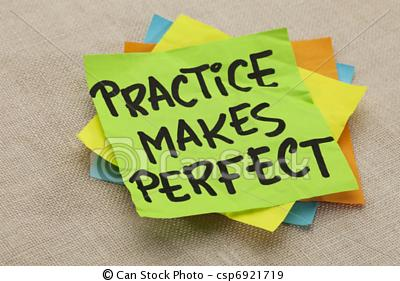 PRACTICE
MAKES
PERFECT
© Can Stock Photo - csp6921719